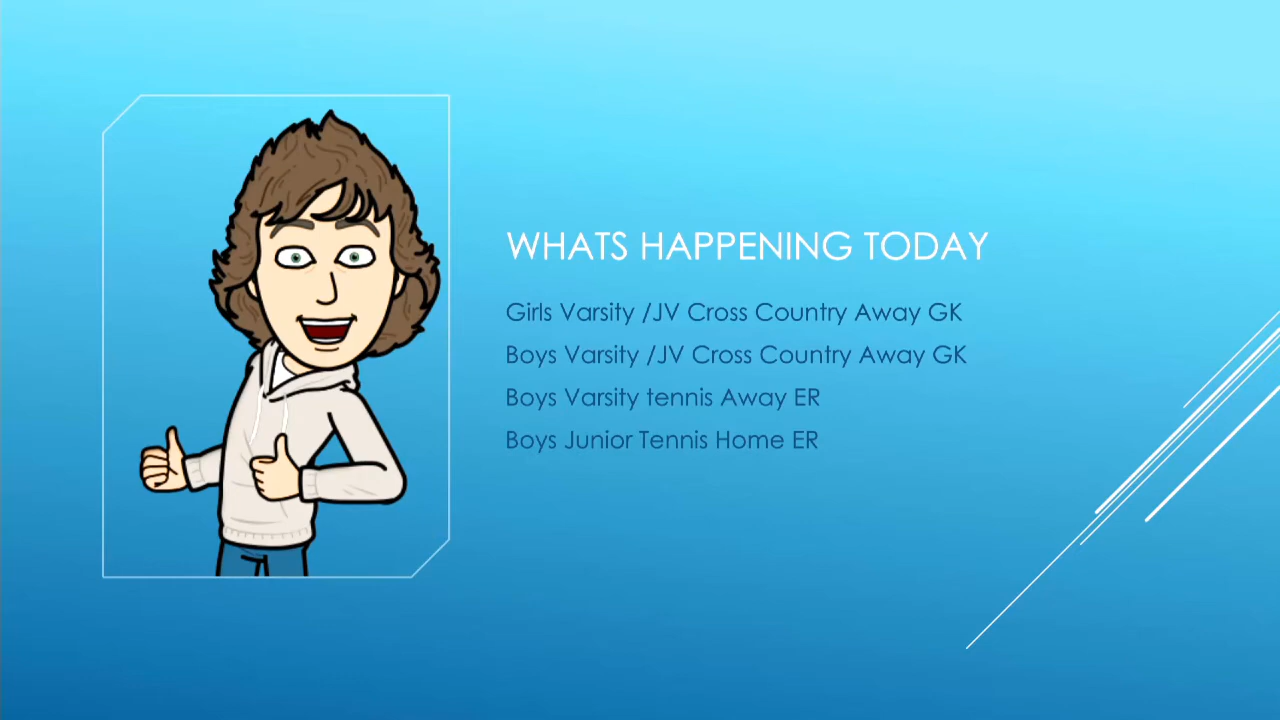 WHATS HAPPENING TODAY
Girls Varsity /JV Cross Country Away GK
Boys Varsity /JV Cross Country Away GK
Boys Varsity tennis Away ER
Boys Junior Tennis Home ER